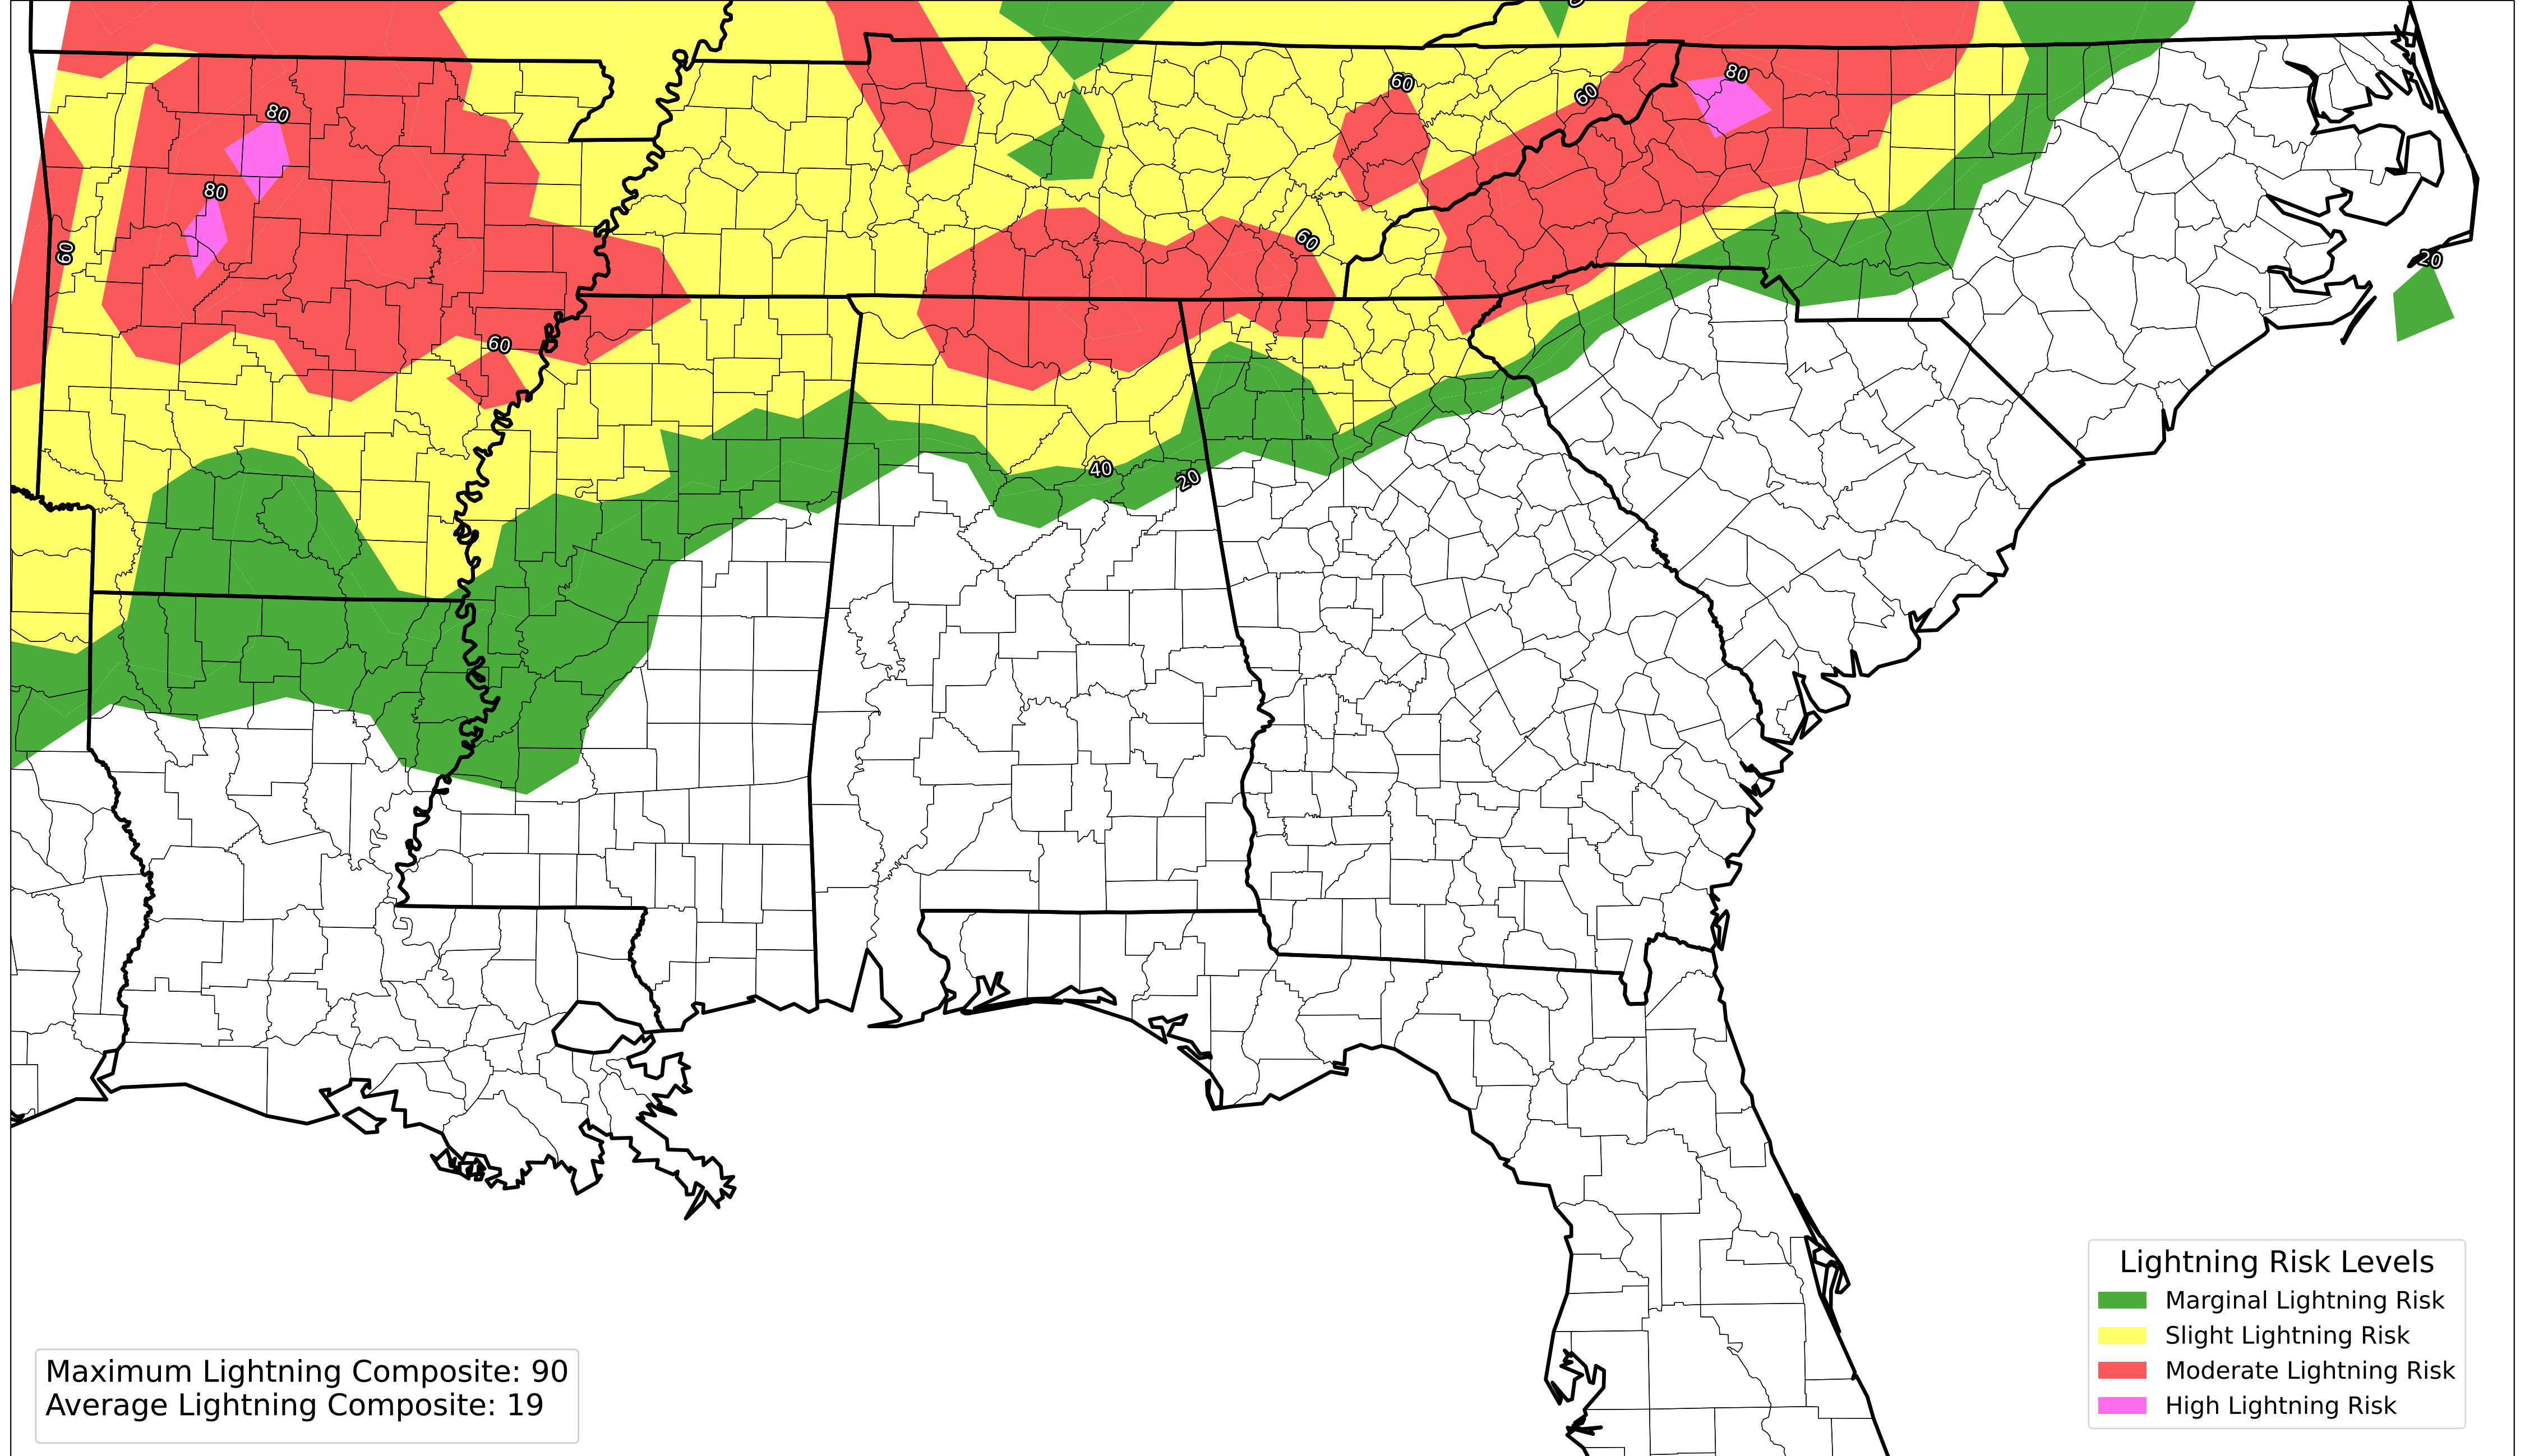 80
60
80
60
80
60
60
60
40
20
20
Lightning Risk Levels
Marginal Lightning Risk
Slight Lightning Risk
Moderate Lightning Risk
High Lightning Risk
Maximum Lightning Composite: 90
Average Lightning Composite: 19